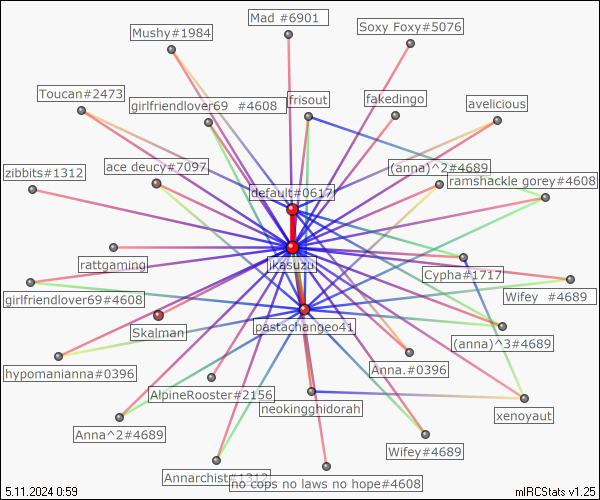 Mad #6901
Mushy#1984
Soxy Foxy#5076
Toucan#2473
girlfriendlover69 #4608
frisout
fakedingo
avelicious
zibbits#1312
ace deucy#7097
(anna)^2#4689
ramshackle gorey#4608
default#0617
rattgaming
jkasuzu
Cypha#1717
girlfriendlover69#4608
Wifey #4689
Skalman
pastachangeo41
(anna)^3#4689
hypomanianna#0396
Anna.#0396
AlpineRooster#2156
neokingghidorah
xenoyaut
Anna^2#4689
Wifey#4689
Annarchist#1312
no cops no laws no hope#4608
5.11.2024 0:59
mIRCStats v1.25